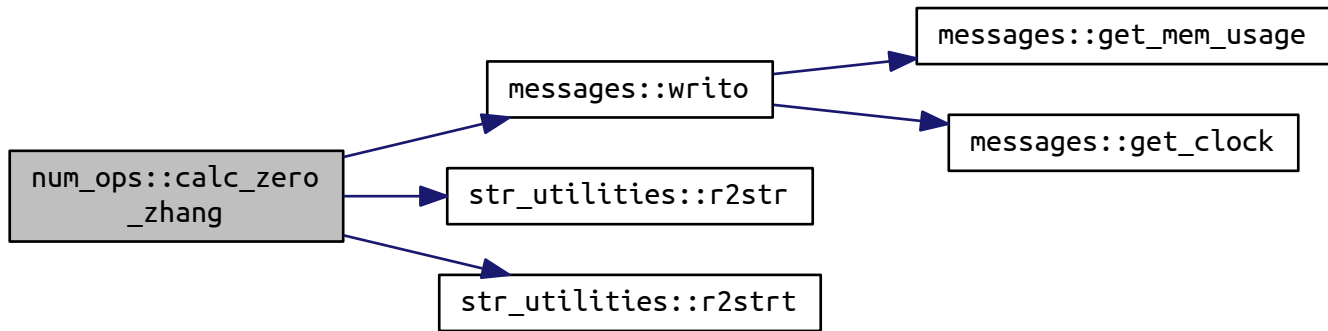 messages::get_mem_usage
messages::writo
messages::get_clock
num_ops::calc_zero
_zhang
str_utilities::r2str
str_utilities::r2strt